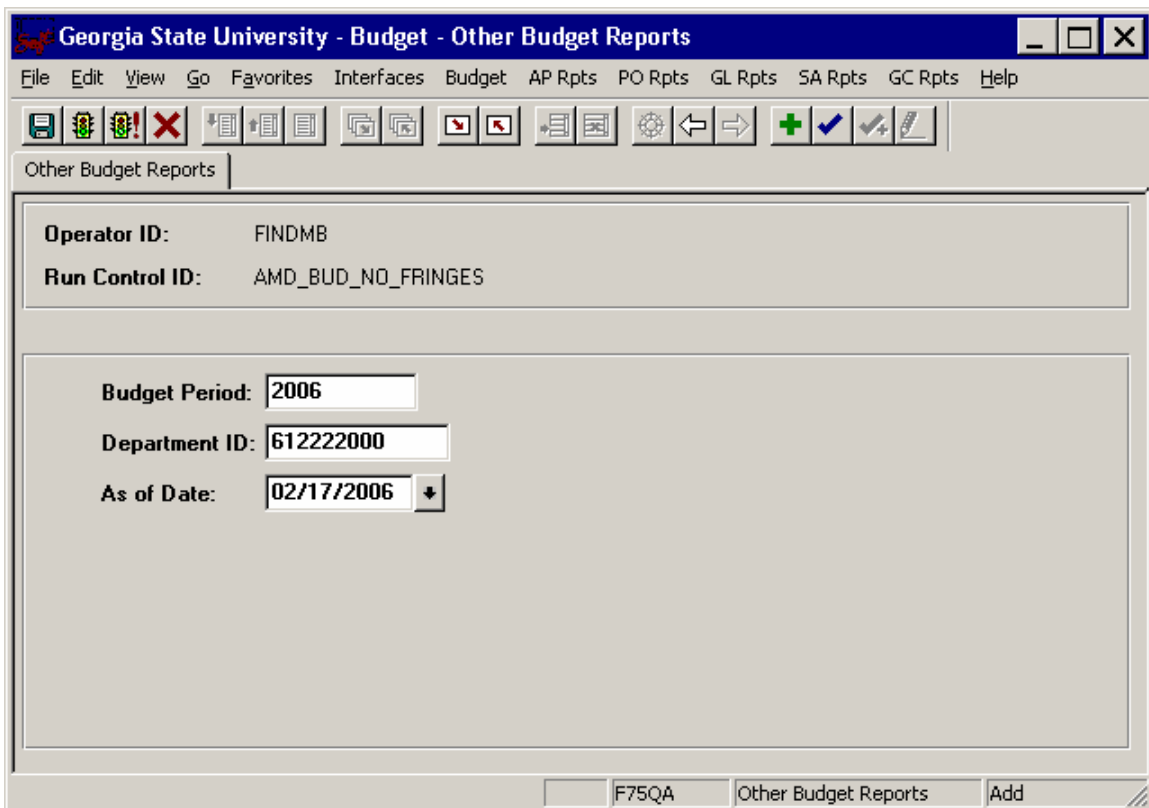 Georgia State University - Budget - Other Budget Reports
File Edit View Go Favorites Interfaces Budget AP Rpts PO Rpts GL Rpts SA Rpts GC Rpts Help
Other Budget Reports
Operator ID: FINDMB
Run Control ID: AMD_BUD_NO_FRINGES
Budget Period: 2006
Department ID: 612222000
As of Date: 02/17/2006
F75QA Other Budget Reports Add